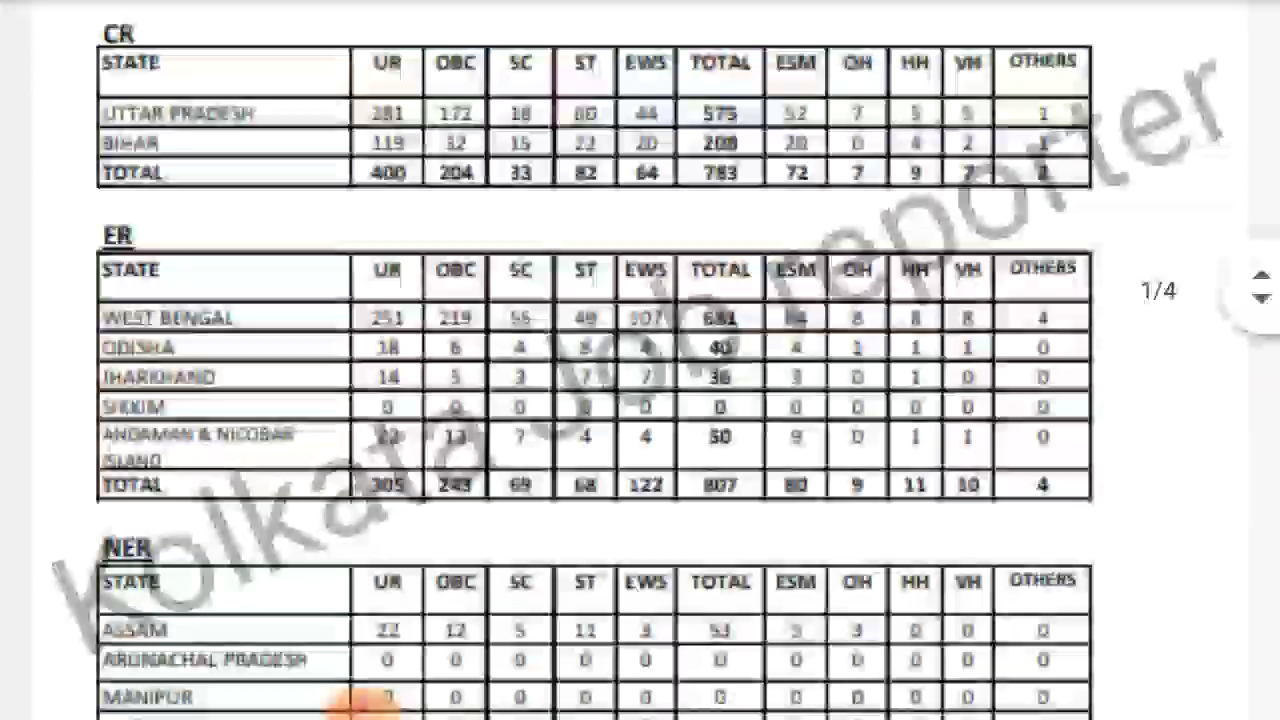 CR
STATE UR OBC SC ST EWS TOTAL ESM OH HH VH OTHERS
UTTAR PRADESH 281 172 18 60 44 575 52 7 5 5 1
BIHAR 119 32 15 22 20 208 20 0 4 2 1
TOTAL 400 204 33 82 64 783 72 7 9 7 2
ER
STATE UR OBC SC ST EWS TOTAL ESM OH HH VH OTHERS
1/4
WEST BENGAL 251 219 55 49 107 681 8 8 8 4
ODISHA 18 6 4 8 4 40 4 1 1 1 0
JHARKHAND 14 5 3 7 7 36 3 0 1 0 0
SIKKIM 0 0 0 0 0 0 0 0 0 0 0
ANDAMAN & NICOBAR 22 13 7 4 4 50 9 0 1 1 0
ISLAND
TOTAL 305 243 69 68 122 807 80 9 11 10 4
NER
STATE UR OBC SC ST EWS TOTAL ESM OH HH VH OTHERS
ASSAM 22 12 5 11 3 53 5 3 0 0 0
ARUNACHAL PRADESH 0 0 0 0 0 0 0 0 0 0 0
MANIPUR 0 0 0 0 0 0 0 0 0 0
Kolkata Job reporter